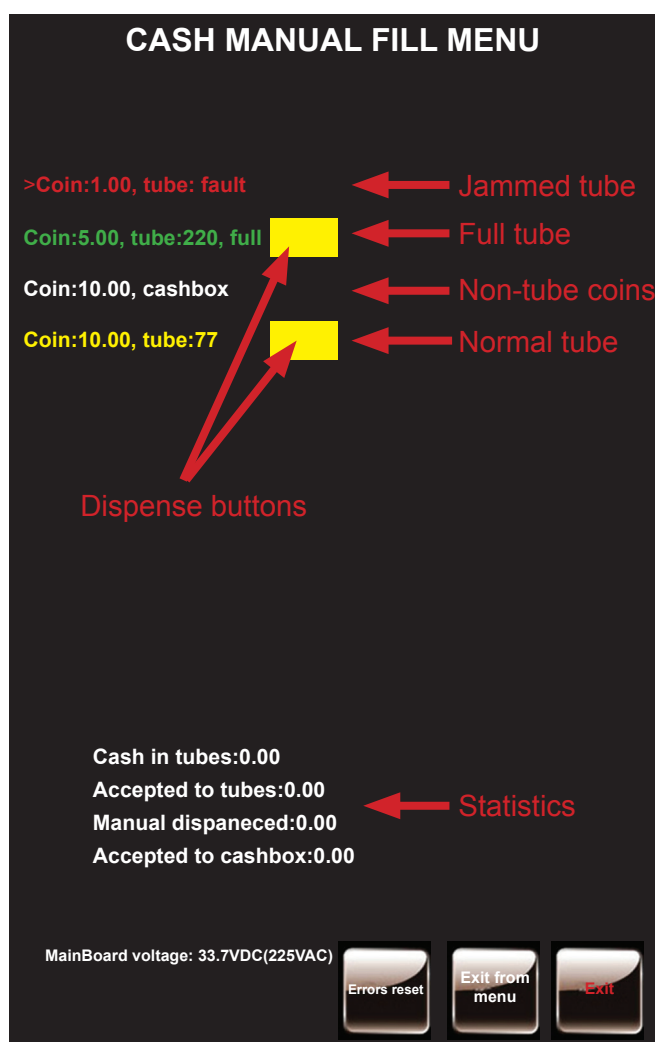 CASH MANUAL FILL MENU
>Coin:1.00, tube: fault
Jammed tube
Coin:5.00, tube:220, full
Full tube
Coin:10.00, cashbox
Non-tube coins
Coin:10.00, tube:77
Normal tube
Dispense buttons
Cash in tubes:0.00
Accepted to tubes:0.00
Manual dispaneced:0.00
Accepted to cashbox:0.00
Statistics
MainBoard voltage: 33.7VDC(225VAC)
Errors reset
Exit from
menu
Exit